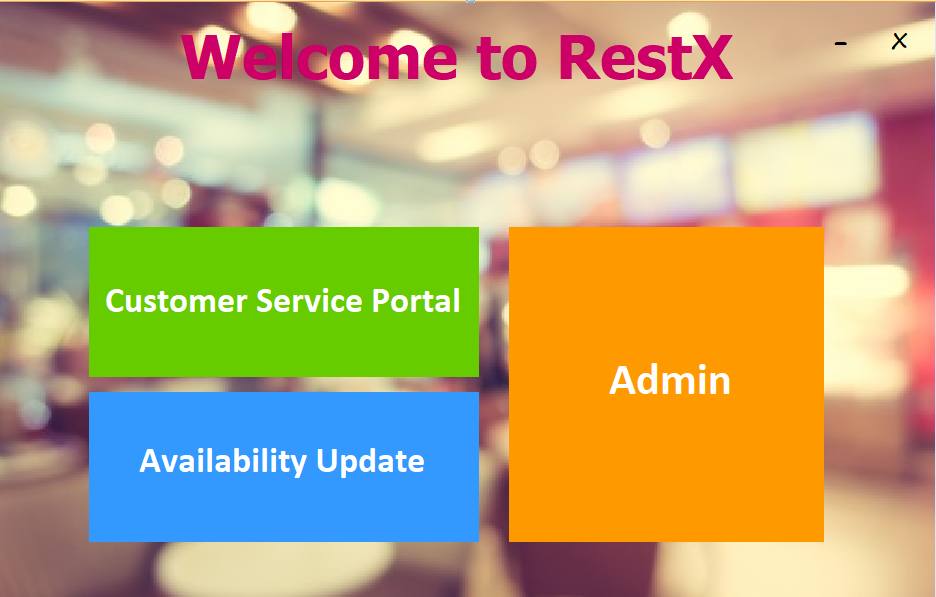 Welcome to RestX
-
X
Customer Service Portal
Admin
Availability Update